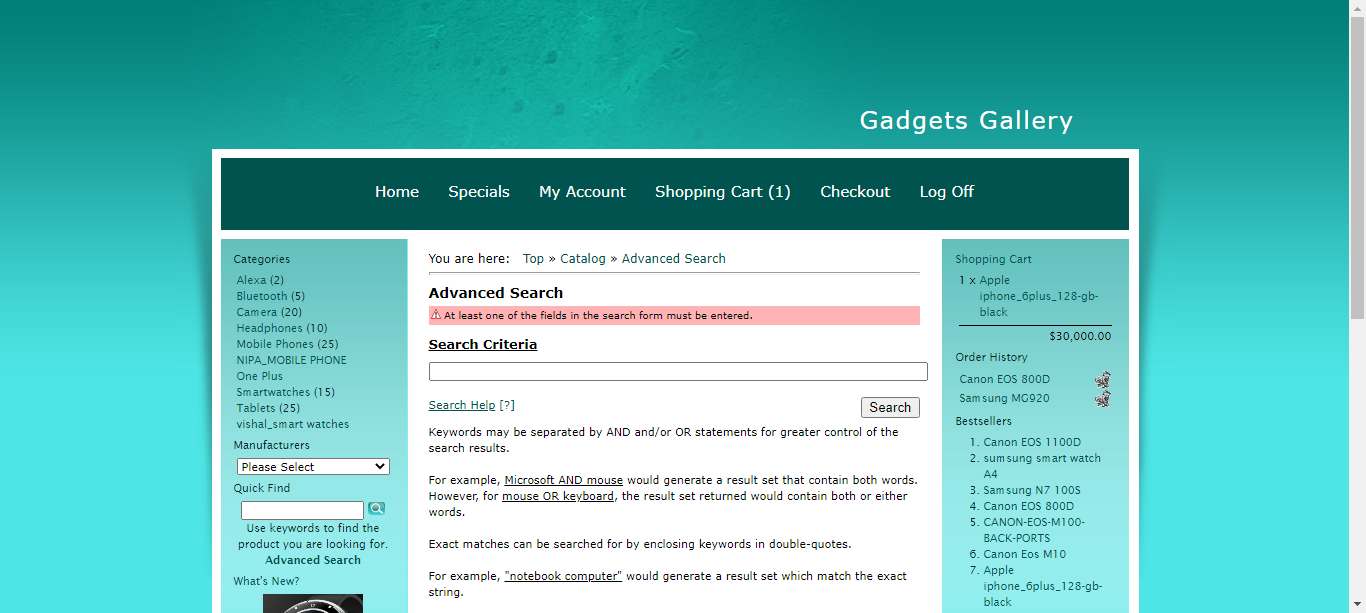 Gadgets Gallery
Home Specials My Account Shopping Cart (1) Checkout Log Off
Categories
Alexa (2)
Bluetooth (5)
Camera (20)
Headphones (10)
Mobile Phones (25)
NIPA_MOBILE PHONE
One Plus
Smartwatches (15)
Tablets (25)
vishal_smart watches
Manufacturers
Please Select
Quick Find
Use keywords to find the
product you are looking for.
Advanced Search
What's New?
You are here: Top » Catalog » Advanced Search
Advanced Search
At least one of the fields in the search form must be entered.
Search Criteria
Search Help [?]
Search
Keywords may be separated by AND and/or OR statements for greater control of the
search results.
For example, Microsoft AND mouse would generate a result set that contain both words.
However, for mouse OR keyboard, the result set returned would contain both or either
words.
Exact matches can be searched for by enclosing keywords in double-quotes.
For example, "notebook computer" would generate a result set which match the exact
string.
Shopping Cart
1 x Apple
iphone_6plus_128-gb-
black
$30,000.00
Order History
Canon EOS 800D
Samsung MG920
Bestsellers
1. Canon EOS 1100D
2. sumsung smart watch
A4
3. Samsung N7 100S
4. Canon EOS 800D
5. CANON-EOS-M100-
BACK-PORTS
6. Canon Eos M10
7. Apple
iphone_6plus_128-gb-
black